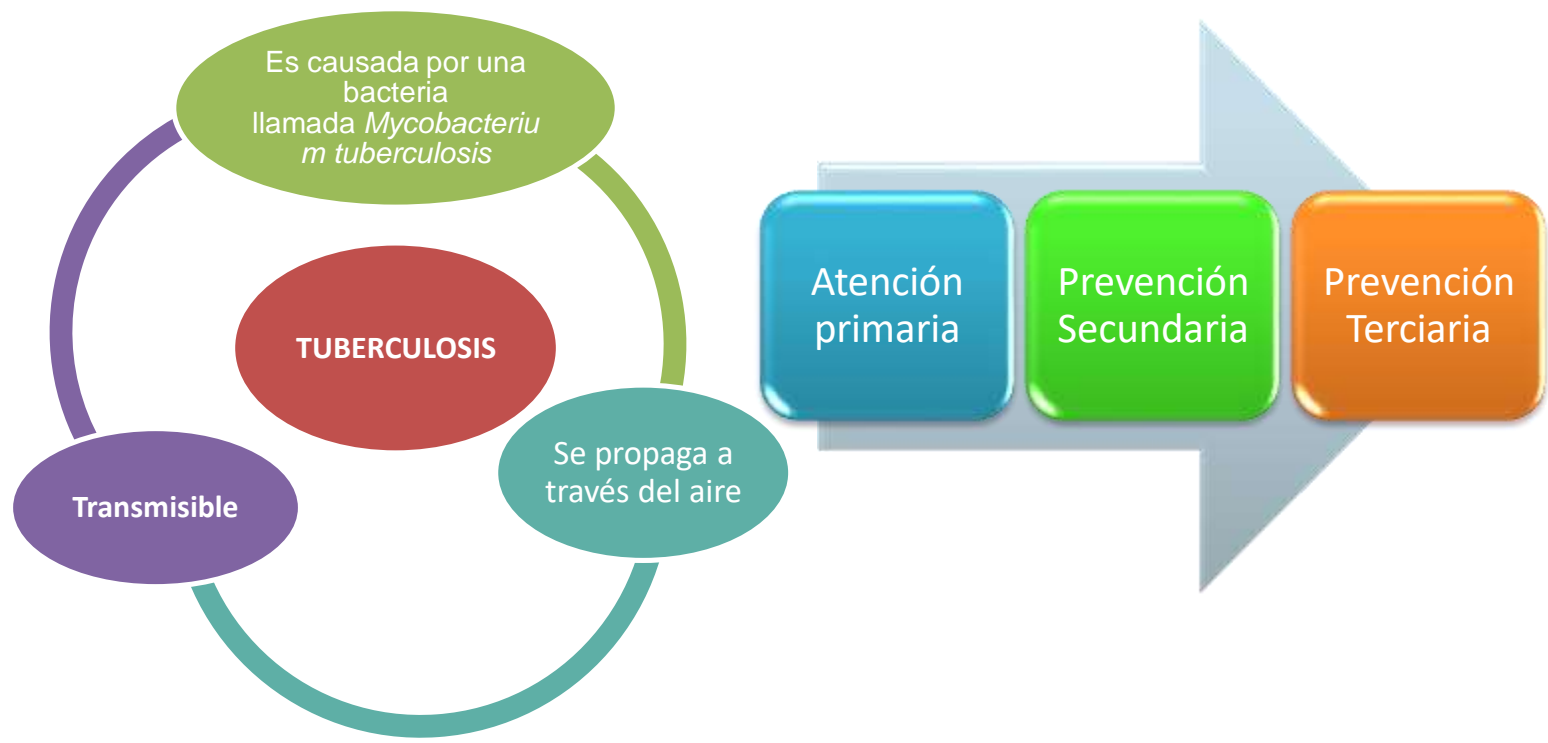 Es causada por una
bacteria
llamada Mycobacteriu
m tuberculosis
TUBERCULOSIS
Se propaga a
través del aire
Transmisible
Atención
primaria
Prevención
Secundaria
Prevención
Terciaria